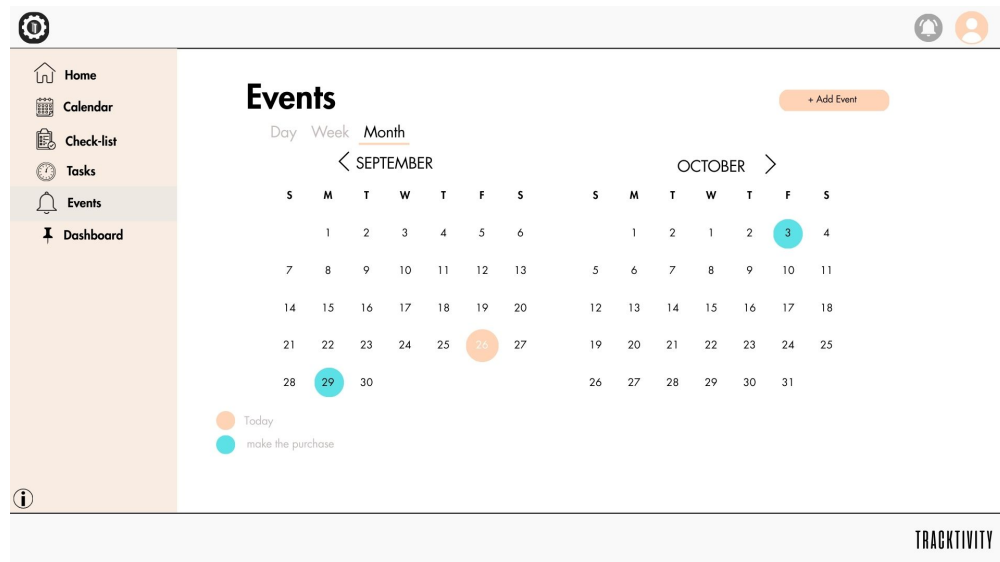 Home
Calendar
Check-list
Tasks
Events
Dashboard
Events
+ Add Event
Day Week Month
SEPTEMBER
S M T W T F S
1 2 3 4 5 6
7 8 9 10 11 12 13
14 15 16 17 18 19 20
21 22 23 24 25 26 27
28 29 30
OCTOBER
S M T W T F S
1 2 1 2 3 4
5 6 7 8 9 10 11
12 13 14 15 16 17 18
19 20 21 22 23 24 25
26 27 28 29 30 31
Today
make the purchase
TRACKTIVITY